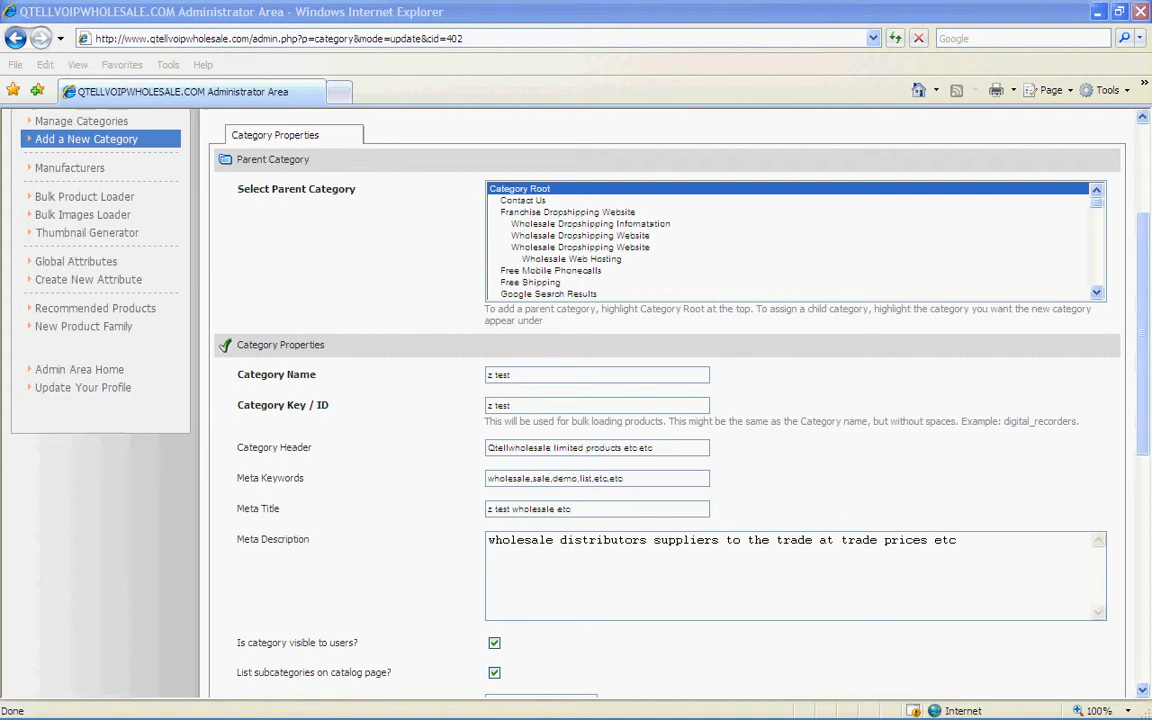 QTELLVOIPWHOLESALE.COM Administrator Area - Windows Internet Explorer
http://www.qtellvoipwholesale.com/admin.php?p=category&mode=update&cid=402
Google
File Edit View Favorites Tools Help
QTELLVOIPWHOLESALE.COM Administrator Area
Page Tools
Manage Categories
Add a New Category
Manufacturers
Bulk Product Loader
Bulk Images Loader
Thumbnail Generator
Global Attributes
Create New Attribute
Recommended Products
New Product Family
Admin Area Home
Update Your Profile
Category Properties
Parent Category
Select Parent Category
Category Root
Contact Us
Franchise Dropshipping Website
Wholesale Dropshipping Infomatation
Wholesale Dropshipping Website
Wholesale Dropshipping Website
Wholesale Web Hosting
Free Mobile Phonecalls
Free Shipping
Google Search Results
To add a parent category, highlight Category Root at the top. To assign a child category, highlight the category you want the new category
appear under
Category Properties
Category Name z test
Category Key / ID z test
This will be used for bulk loading products. This might be the same as the Category name, but without spaces. Example: digital_recorders.
Category Header Qtellwholesale limited products etc etc
Meta Keywords wholesale,sale,demo,list,etc,etc
Meta Title z test wholesale etc
Meta Description wholesale distributors suppliers to the trade at trade prices etc
Is category visible to users?
List subcategories on catalog page?
Done Internet 100%